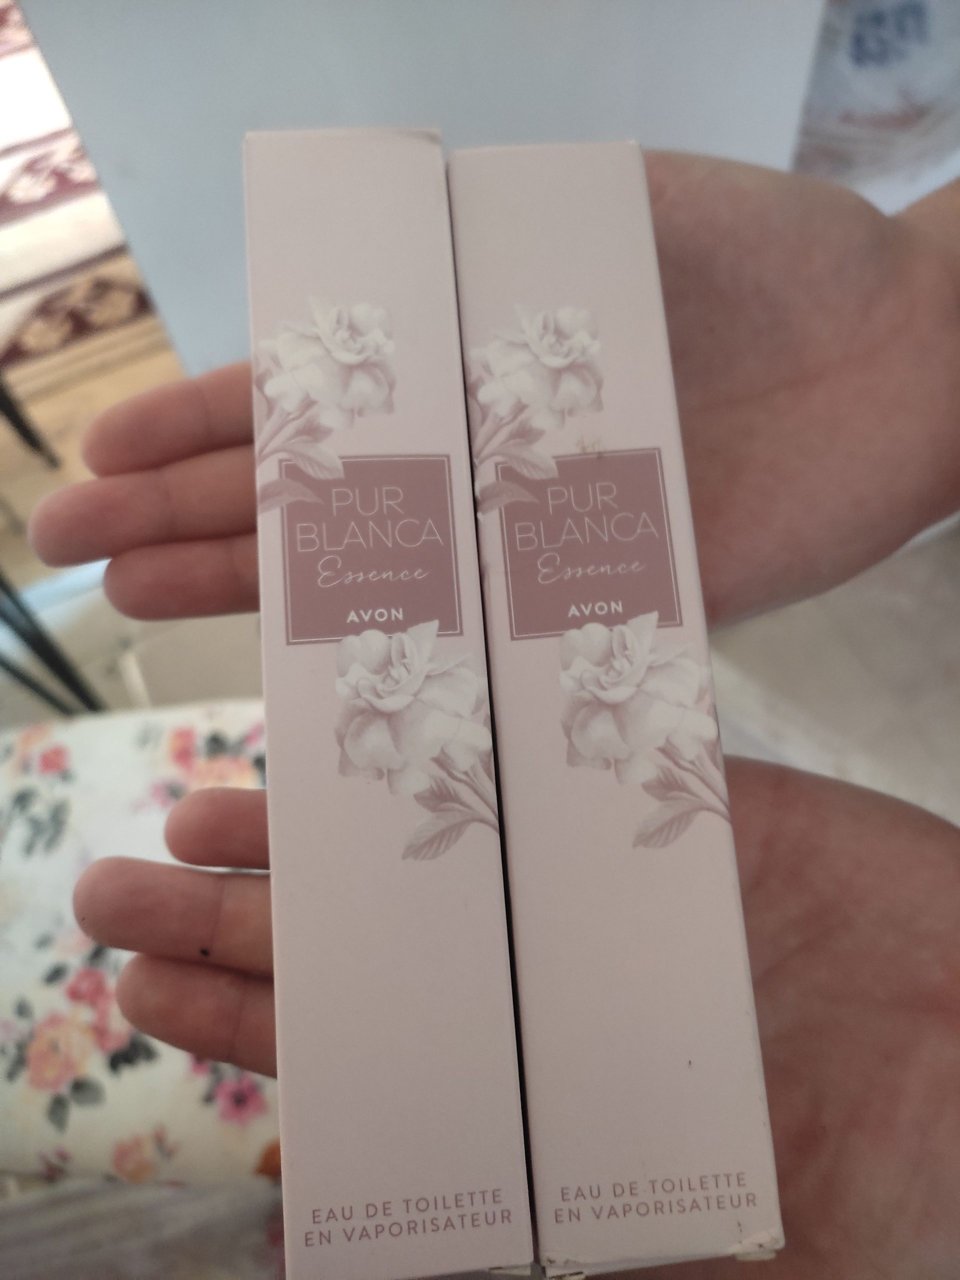 PUR
BLANCA
Essence
AVON
EAU DE TOILETTE
EN VAPORISATEUR
PUR
BLANCA
Essence
AVON
EAU DE TOILETTE
EN VAPORISATEUR